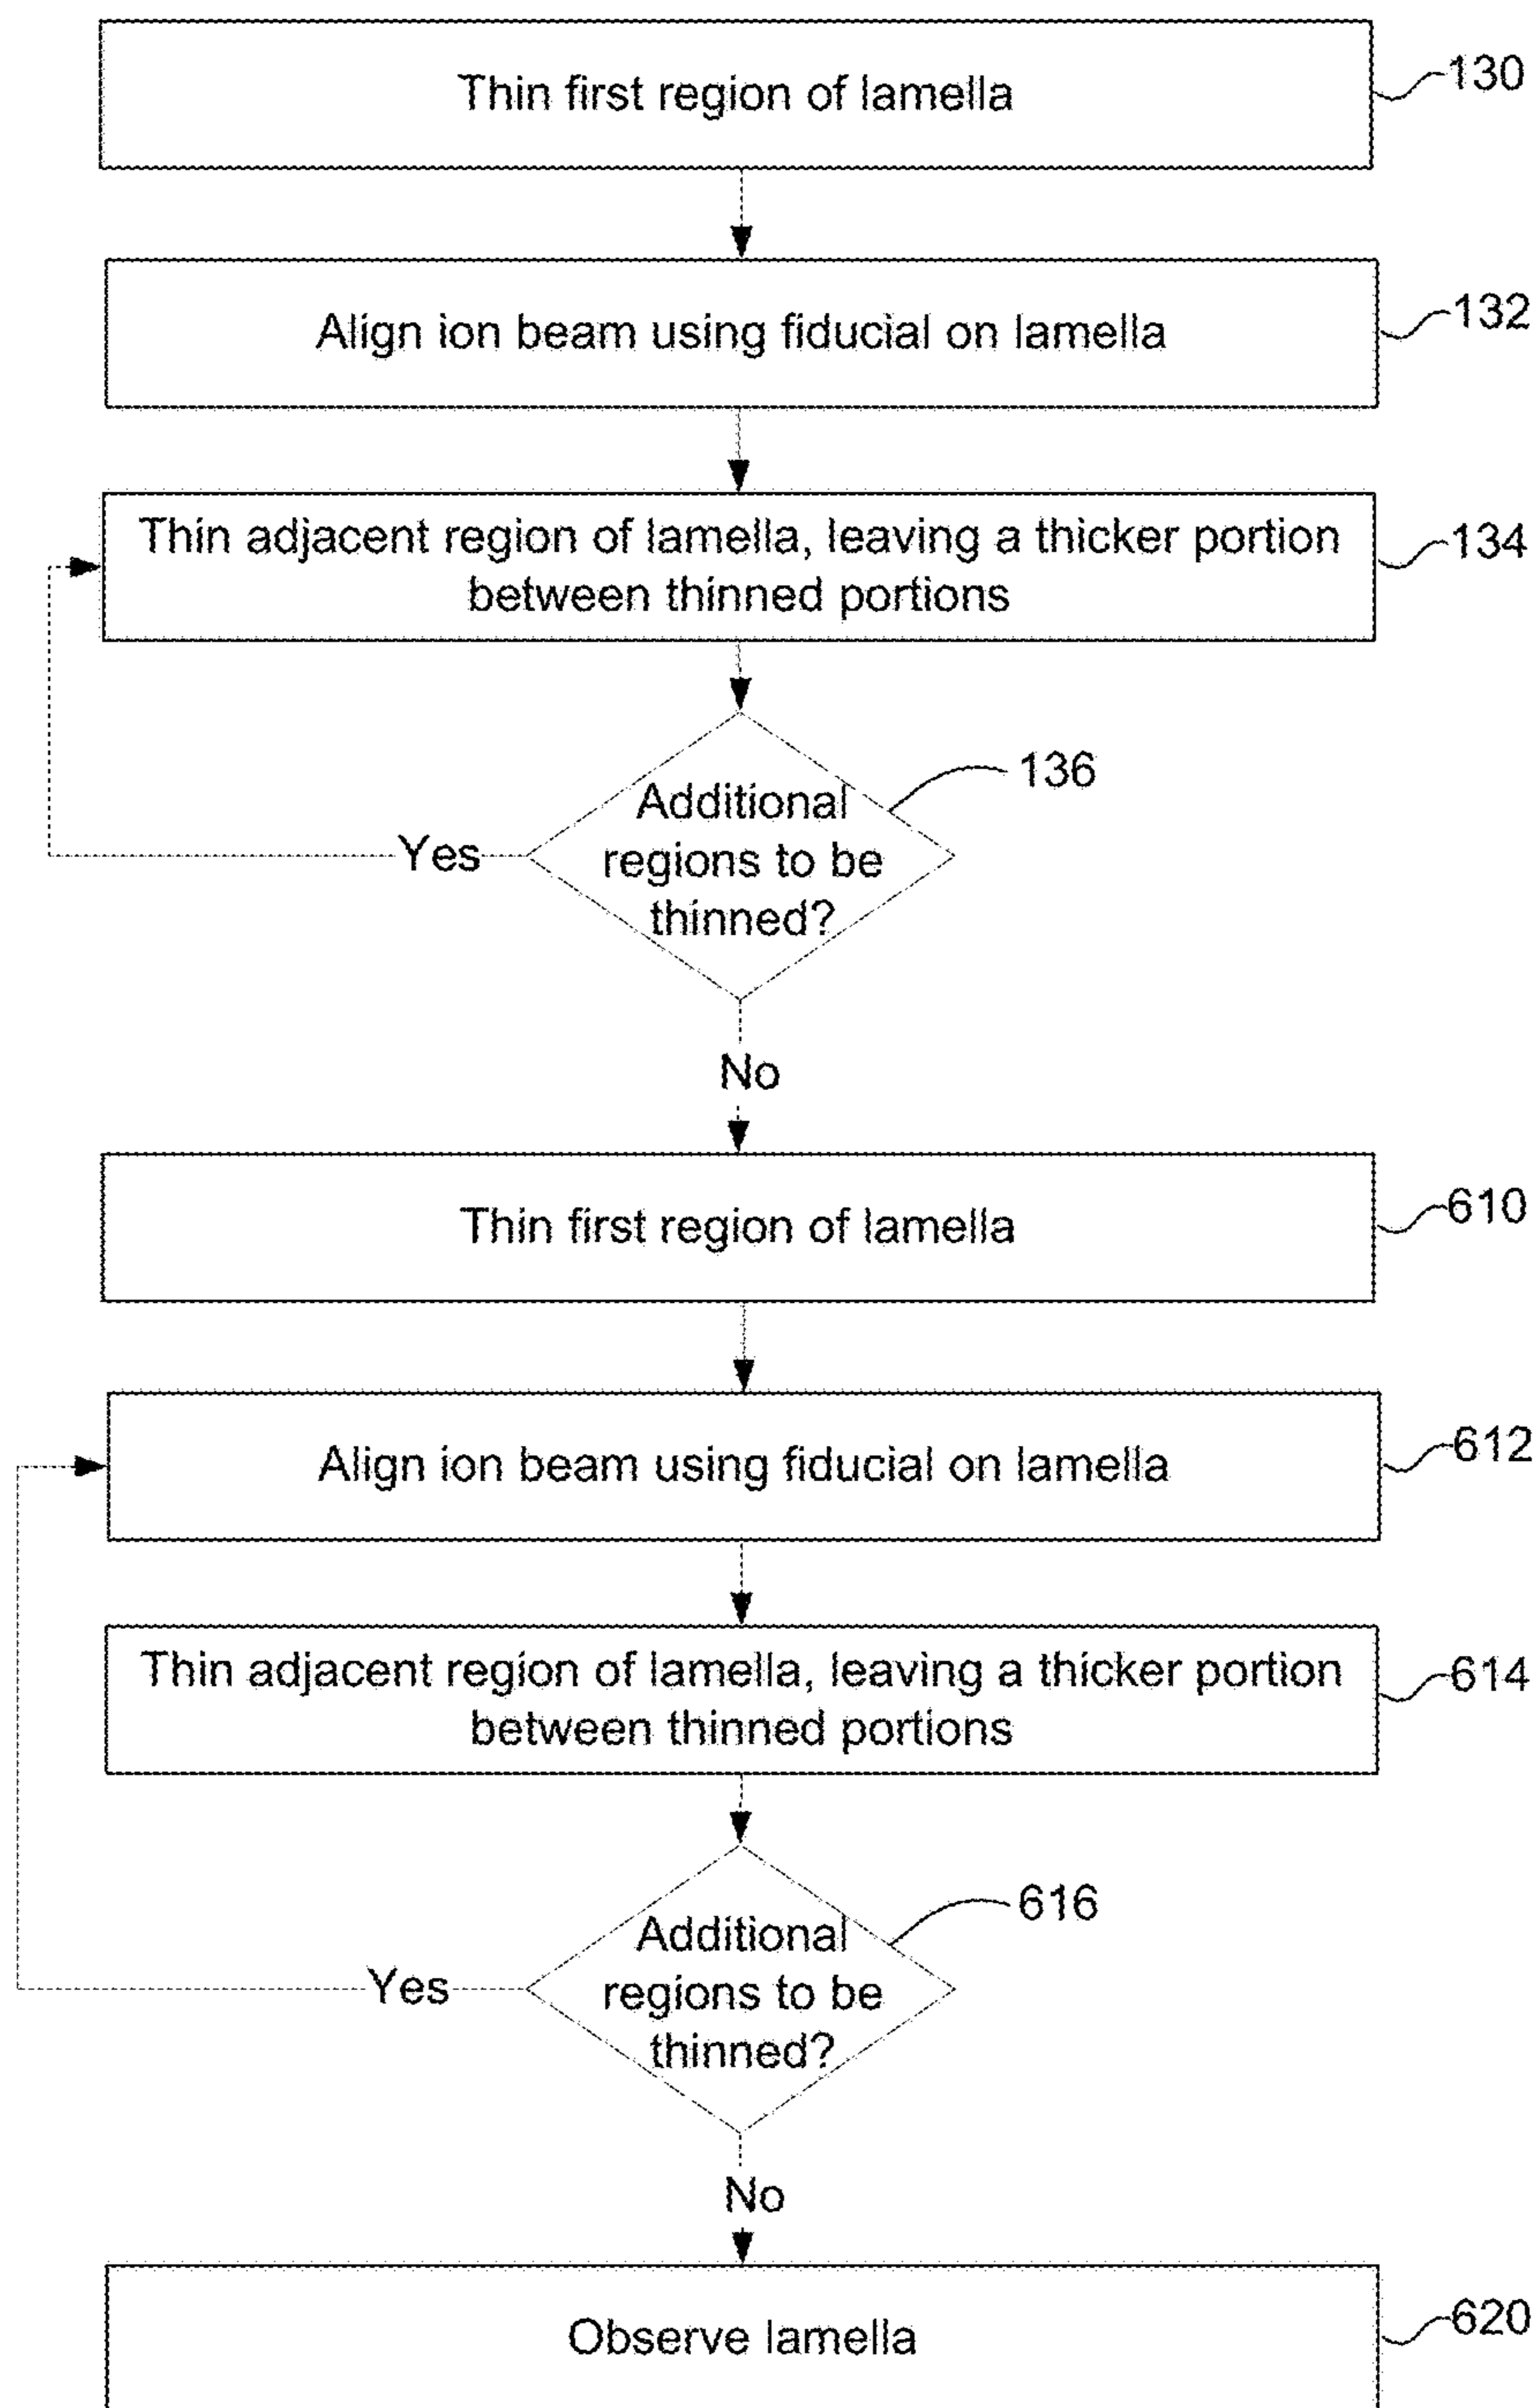 Thin first region of lamella
130
Align ion beam using fiducial on lamella
132
Thin adjacent region of lamella, leaving a thicker portion
between thinned portions
134
Additional
regions to be
thinned?
136
Yes
No
Thin first region of lamella
610
Align ion beam using fiducial on lamella
612
Thin adjacent region of lamella, leaving a thicker portion
between thinned portions
614
Additional
regions to be
thinned?
616
Yes
No
Observe lamella
620